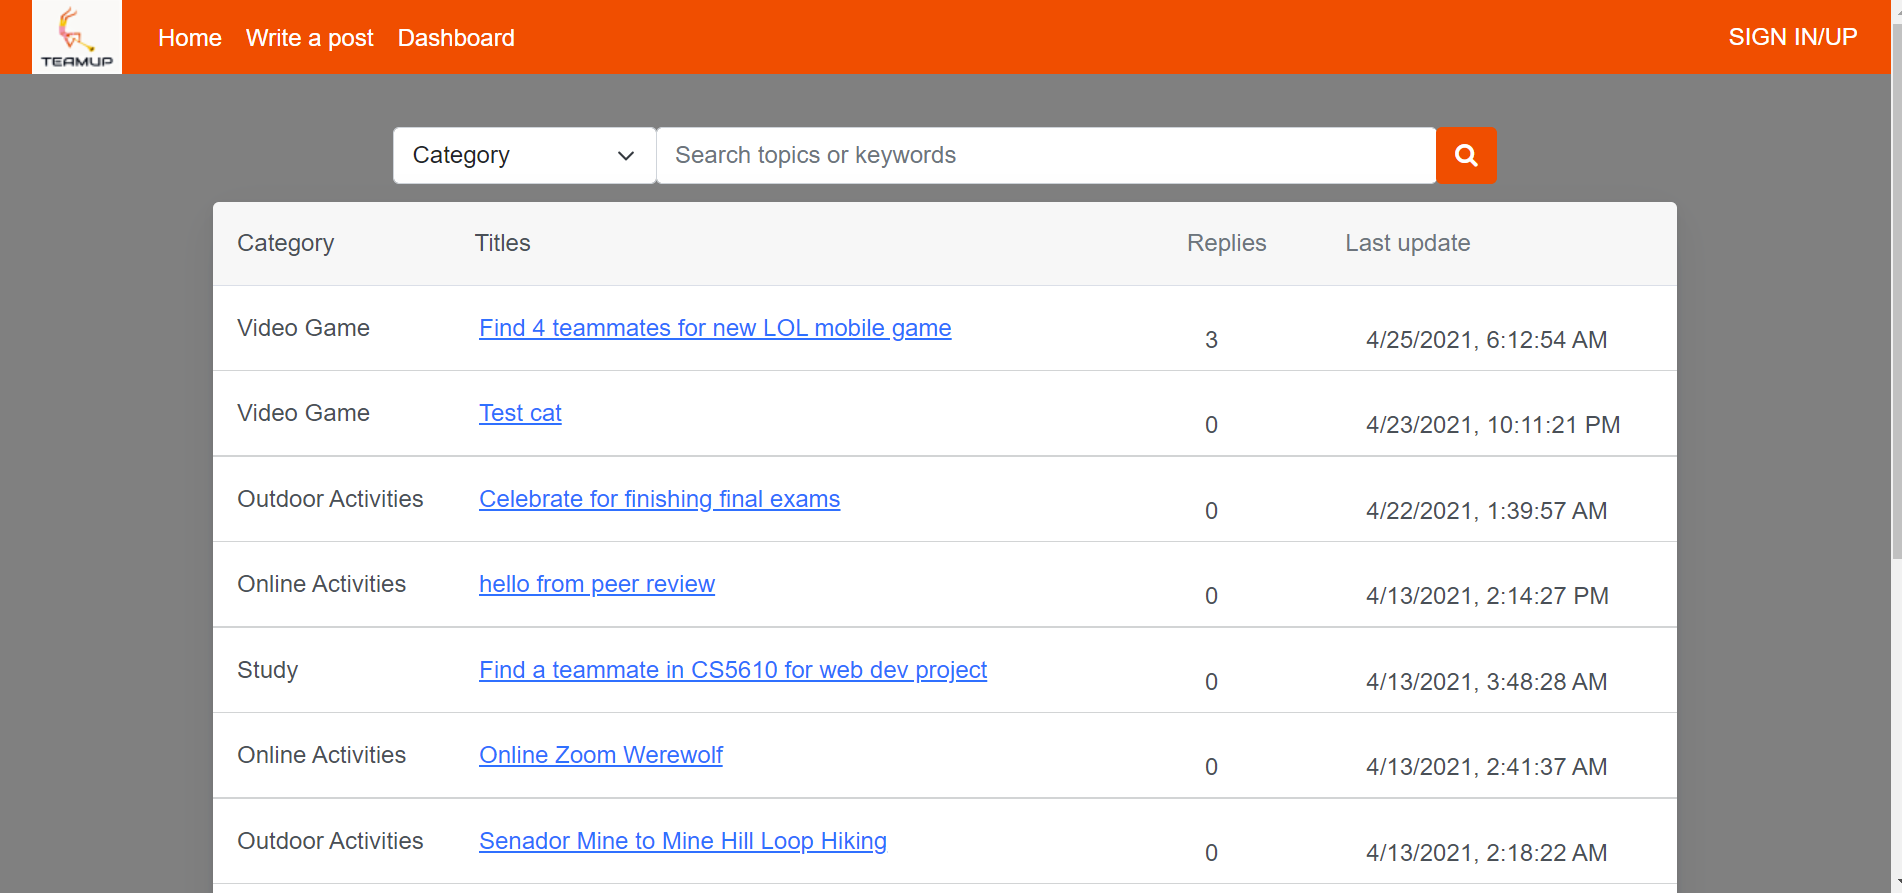 TEAMUP
Home Write a post Dashboard SIGN IN/UP
Category Search topics or keywords
Category Titles Replies Last update
Video Game Find 4 teammates for new LOL mobile game 3 4/25/2021, 6:12:54 AM
Video Game Test cat 0 4/23/2021, 10:11:21 PM
Outdoor Activities Celebrate for finishing final exams 0 4/22/2021, 1:39:57 AM
Online Activities hello from peer review 0 4/13/2021, 2:14:27 PM
Study Find a teammate in CS5610 for web dev project 0 4/13/2021, 3:48:28 AM
Online Activities Online Zoom Werewolf 0 4/13/2021, 2:41:37 AM
Outdoor Activities Senador Mine to Mine Hill Loop Hiking 0 4/13/2021, 2:18:22 AM